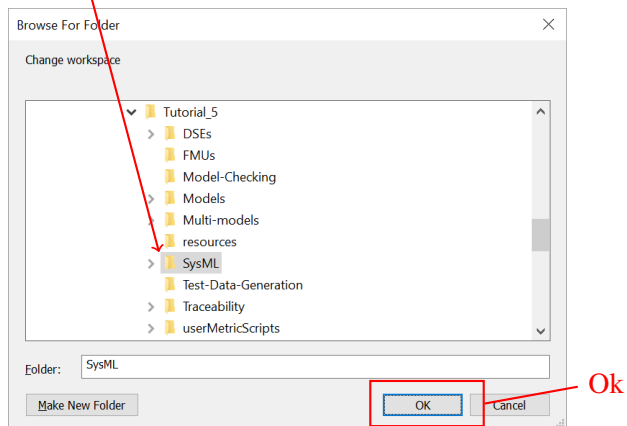 Browse For Folder
Change workspace
Tutorial_5
DSEs
FMUs
Model-Checking
Models
Multi-models
resources
SysML
Test-Data-Generation
Traceability
userMetricScripts
Folder: SysML
Ok
Make New Folder OK Cancel